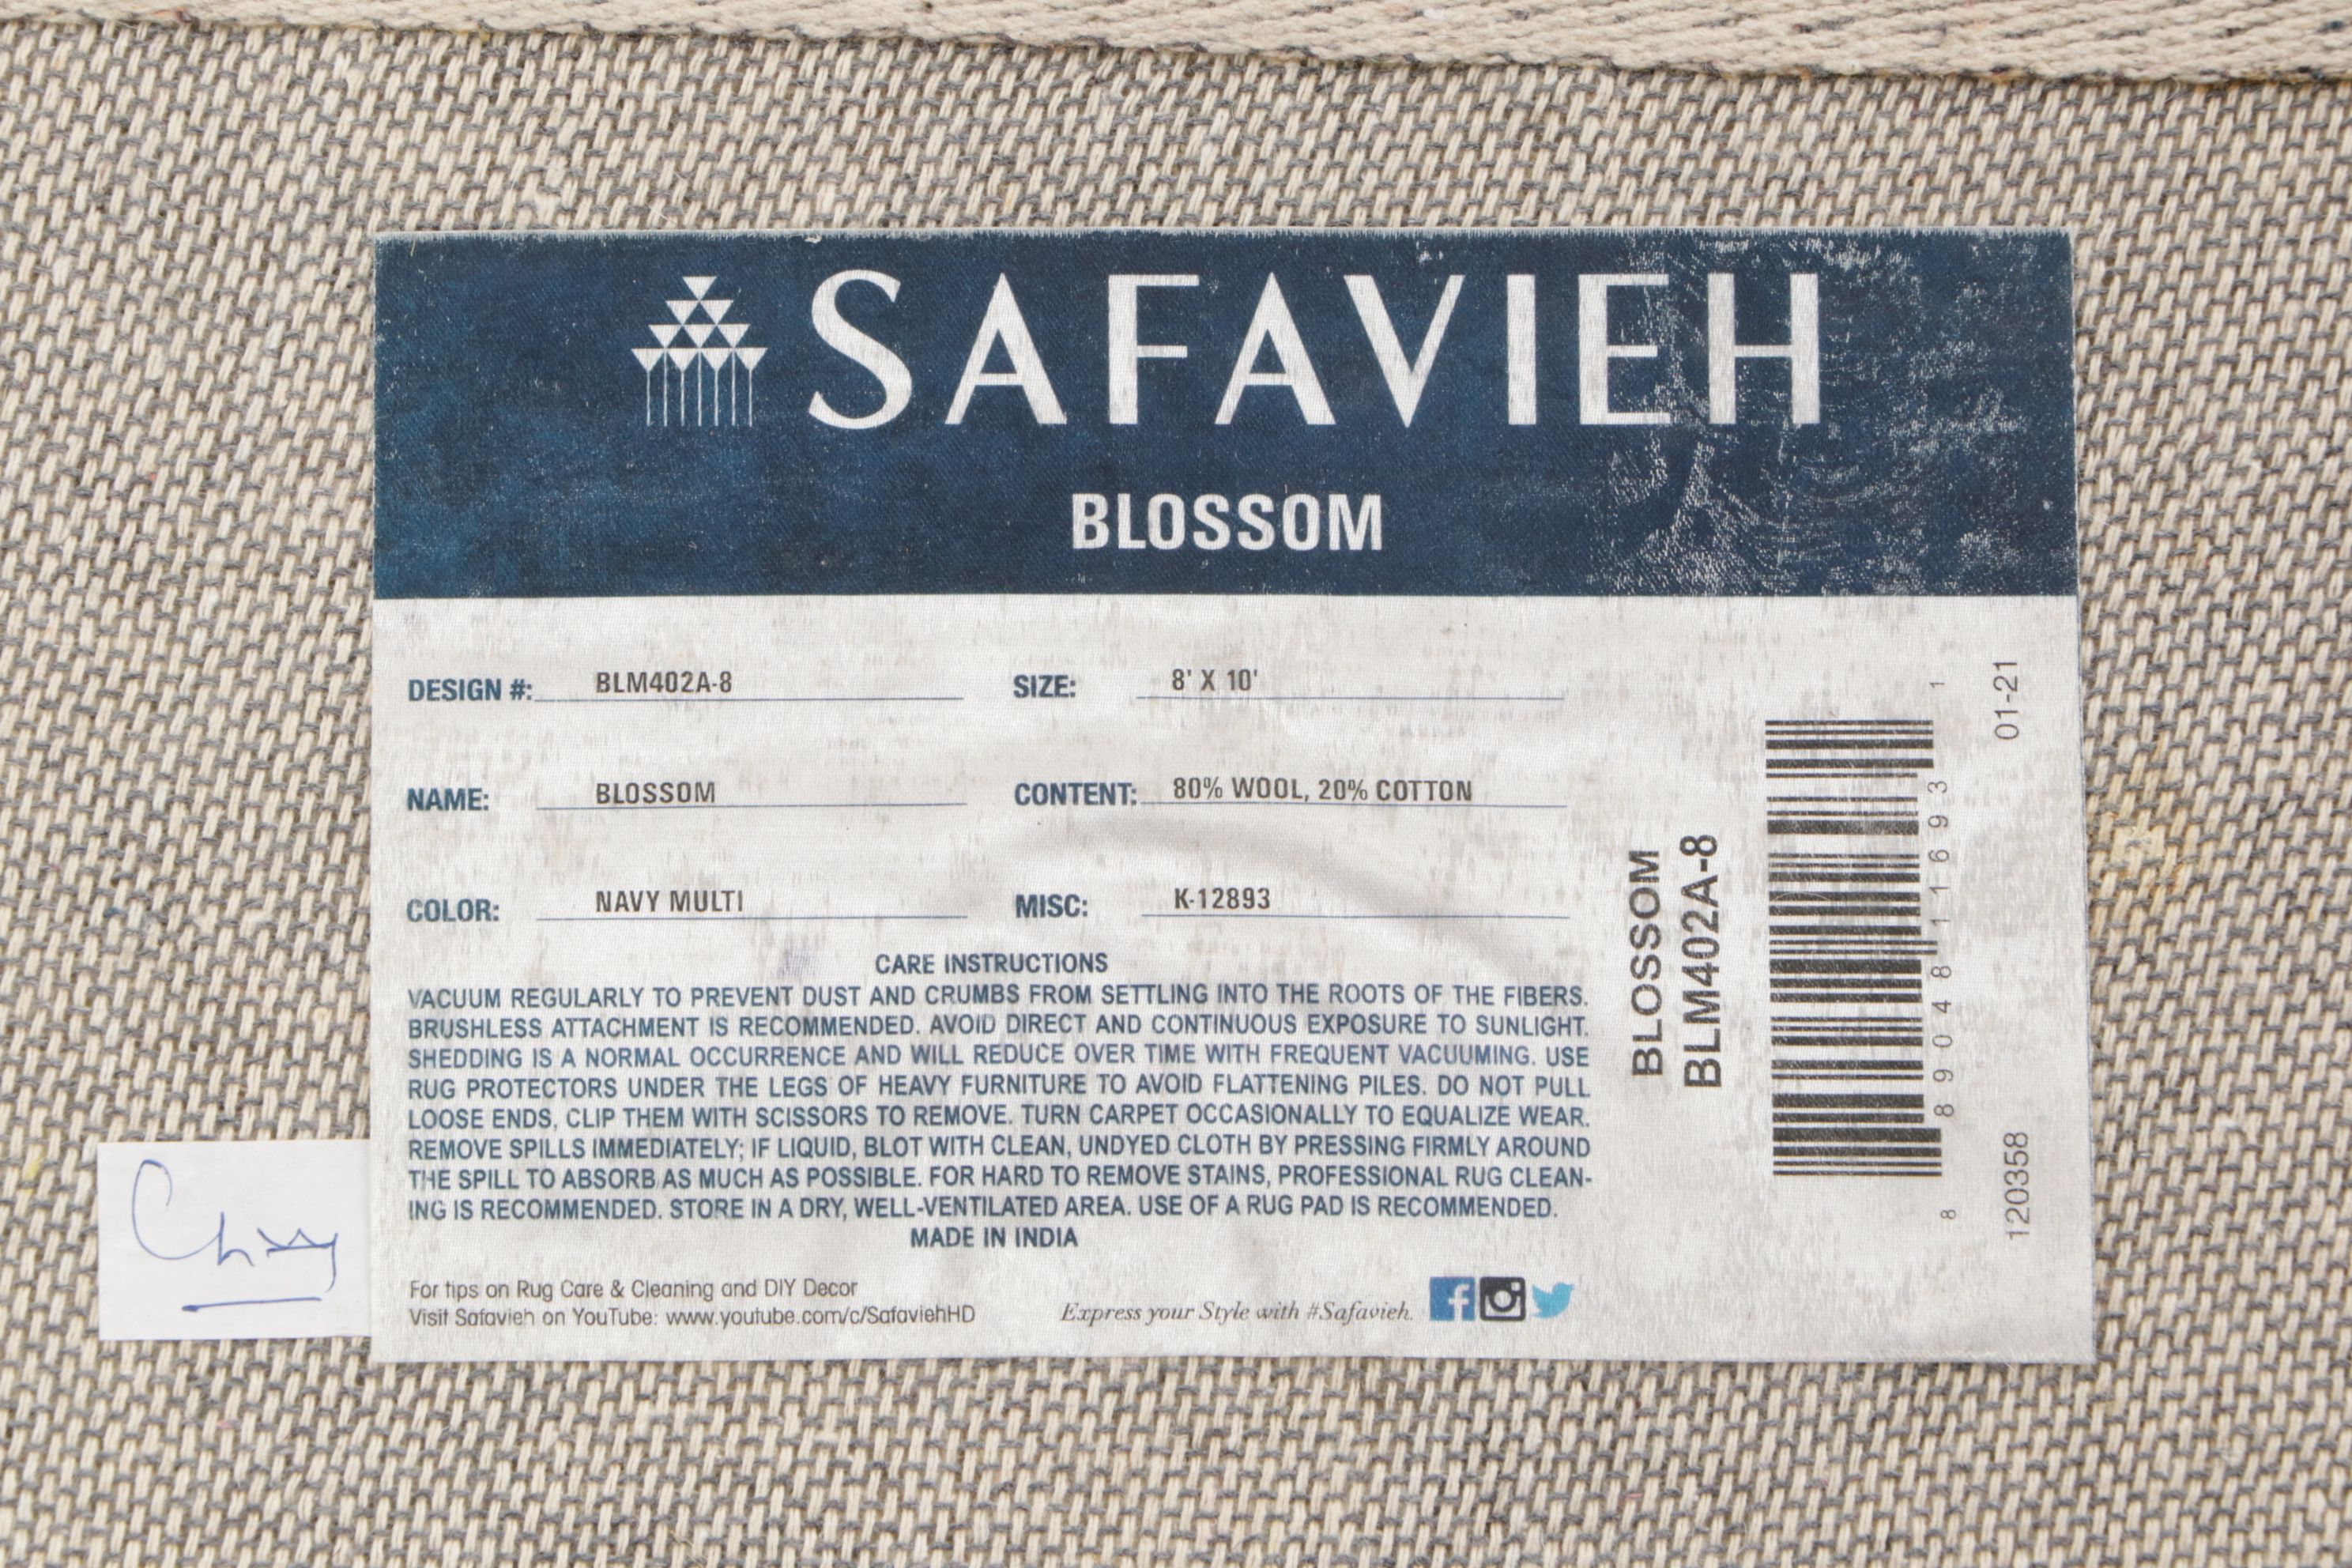 SAFAVIEH
BLOSSOM
DESIGN #: BLM402A-8
SIZE: 8' X 10'
NAME: BLOSSOM
CONTENT: 80% WOOL, 20% COTTON
COLOR: NAVY MULTI
MISC: K-12893
CARE INSTRUCTIONS
VACUUM REGULARLY TO PREVENT DUST AND CRUMBS FROM SETTLING INTO THE ROOTS OF THE FIBERS.
BRUSHLESS ATTACHMENT IS RECOMMENDED. AVOID DIRECT AND CONTINUOUS EXPOSURE TO SUNLIGHT.
SHEDDING IS A NORMAL OCCURRENCE AND WILL REDUCE OVER TIME WITH FREQUENT VACUUMING. USE
RUG PROTECTORS UNDER THE LEGS OF HEAVY FURNITURE TO AVOID FLATTENING PILES. DO NOT PULL
LOOSE ENDS, CLIP THEM WITH SCISSORS TO REMOVE. TURN CARPET OCCASIONALLY TO EQUALIZE WEAR.
REMOVE SPILLS IMMEDIATELY; IF LIQUID, BLOT WITH CLEAN, UNDYED CLOTH BY PRESSING FIRMLY AROUND
THE SPILL TO ABSORB AS MUCH AS POSSIBLE. FOR HARD TO REMOVE STAINS, PROFESSIONAL RUG CLEAN-
ING IS RECOMMENDED. STORE IN A DRY, WELL-VENTILATED AREA. USE OF A RUG PAD IS RECOMMENDED.
MADE IN INDIA
For tips on Rug Care & Cleaning and DIY Decor
Visit Safavieh on YouTube: www.youtube.com/c/SafaviehHD
Express your Style with #Safavieh.
BLOSSOM
BLM402A-8
8 89048 11693 1
120358 01-21